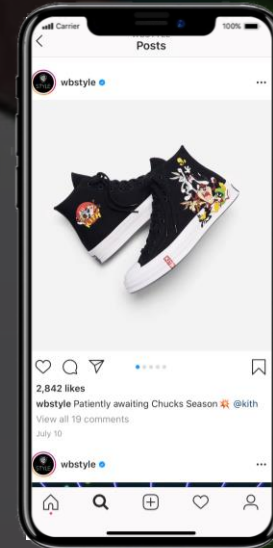 Carrier
100%
Posts
wbstyle
2,842 likes
wbstyle Patiently awaiting Chucks Season @kith
View all 19 comments
July 10
wbstyle